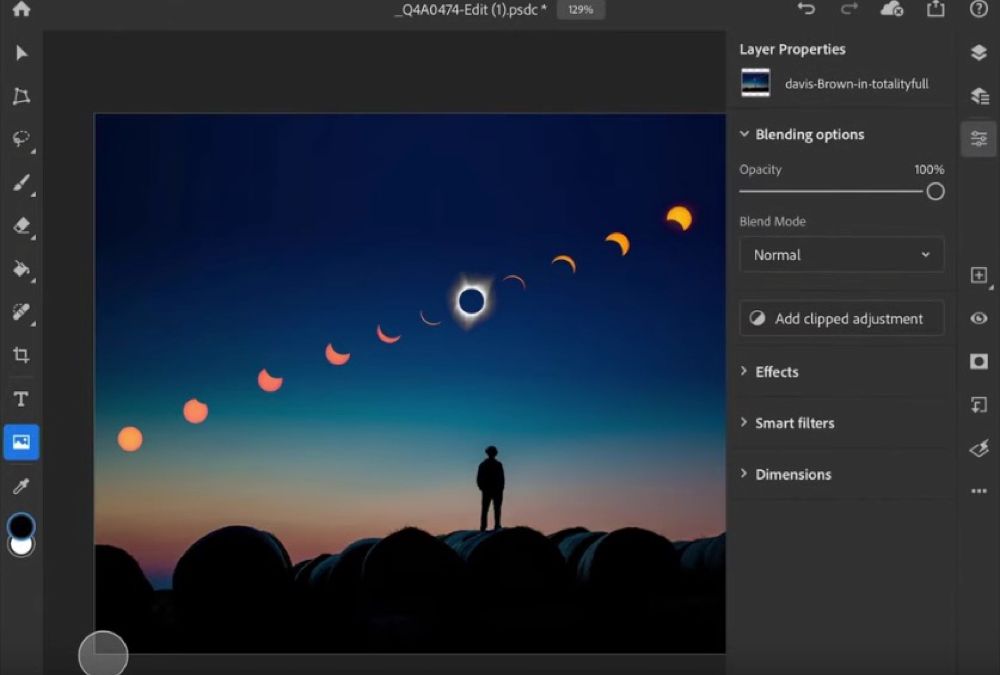 _Q4A0474-Edit (1).psdc *
129%
Layer Properties
davis-Brown-in-totalityfull
Blending options
Opacity
100%
Blend Mode
Normal
Add clipped adjustment
Effects
Smart filters
Dimensions
T